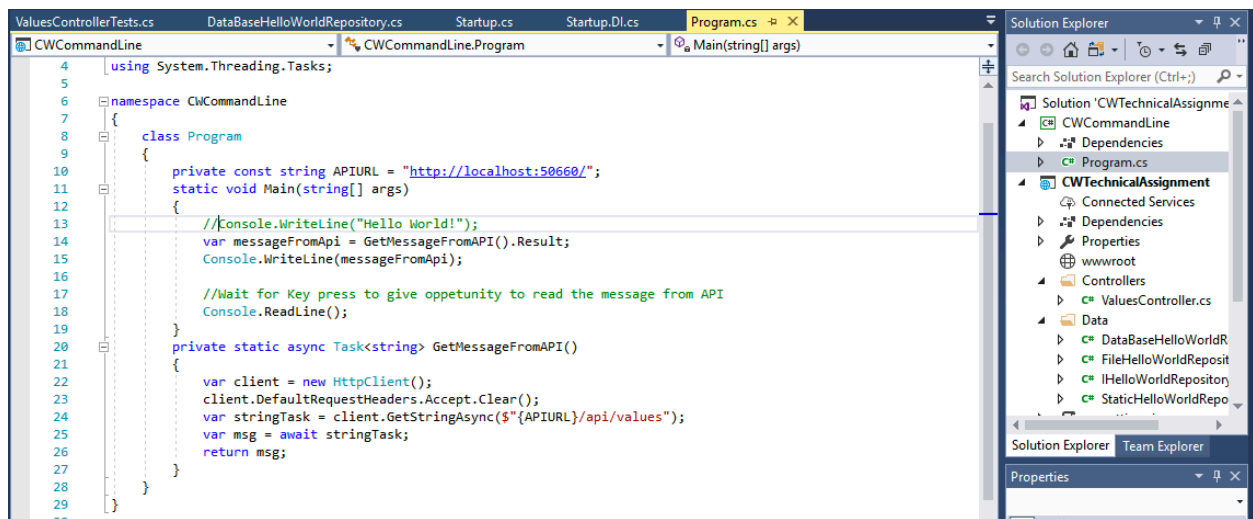 ValuesControllerTests.cs DataBaseHelloWorldRepository.cs Startup.cs Startup.DI.cs Program.cs
CWCommandLine CWCommandLine.Program Main(string[] args)
4 using System.Threading.Tasks;
5
6 namespace CWCommandLine
7 {
8 class Program
9 {
10 private const string APIURL = "http://localhost:50660/";
11 static void Main(string[] args)
12 {
13 //Console.WriteLine("Hello World!");
14 var messageFromApi = GetMessageFromAPI().Result;
15 Console.WriteLine(messageFromApi);
16
17 //Wait for Key press to give oppetunity to read the message from API
18 Console.ReadLine();
19 }
20 private static async Task<string> GetMessageFromAPI()
21 {
22 var client = new HttpClient();
23 client.DefaultRequestHeaders.Accept.Clear();
24 var stringTask = client.GetStringAsync($"{APIURL}/api/values");
25 var msg = await stringTask;
26 return msg;
27 }
28 }
29 }
Solution Explorer
Search Solution Explorer (Ctrl+;)
Solution 'CWTechnicalAssignme
C# CWCommandLine
Dependencies
C# Program.cs
CWTechnicalAssignment
Connected Services
Dependencies
Properties
wwwroot
Controllers
C# ValuesController.cs
Data
C# DataBaseHelloWorldR
C# FileHelloWorldReposit
C# IHelloWorldRepository
C# StaticHelloWorldRepo
Solution Explorer Team Explorer
Properties